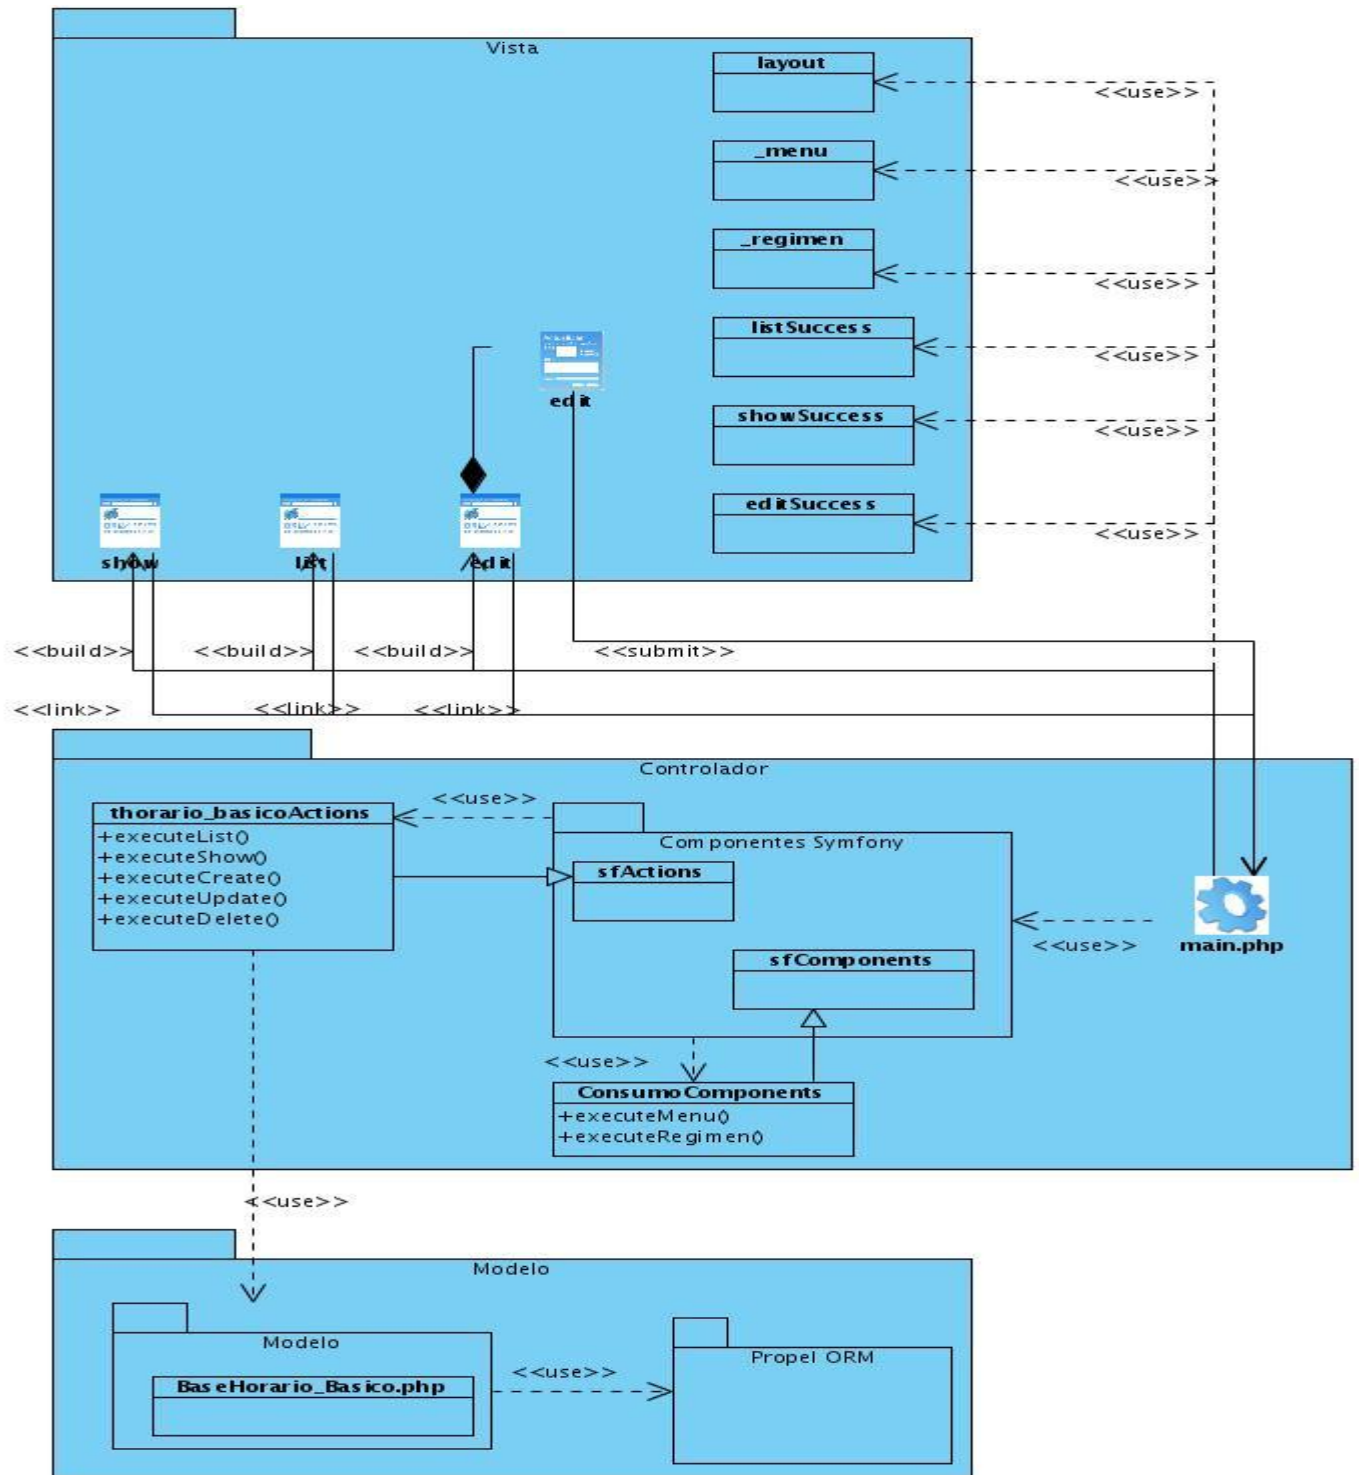 Vista
layout
<<use>>
_menu
<<use>>
_regimen
<<use>>
listSuccess
<<use>>
edit
showSuccess
<<use>>
editSuccess
<<use>>
show
list
edit
<<build>>
<<build>>
<<build>>
<<submit>>
<<link>>
<<link>>
<<link>>
Controlador
thorario_basicoActions
+executeList()
+executeShow()
+executeCreate()
+executeUpdate()
+executeDelete()
<<use>>
Componentes Symfony
sfActions
sfComponents
<<use>>
main.php
<<use>>
ConsumoComponents
+executeMenu()
+executeRegimen()
<<use>>
Modelo
Modelo
BaseHorario_Basico.php
<<use>>
Propel ORM